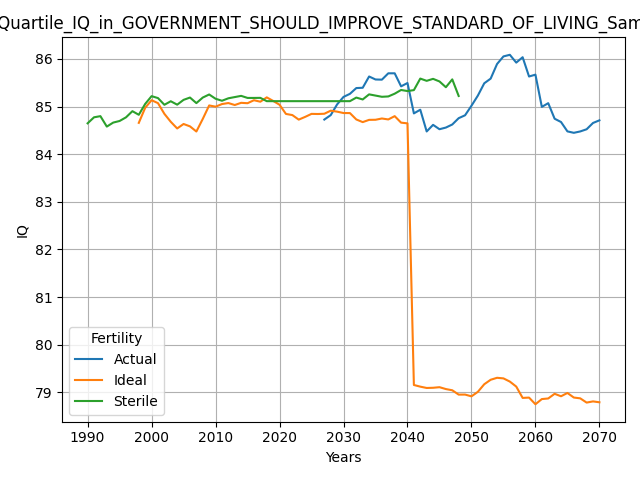 Quartile_IQ_in_GOVERNMENT_SHOULD_IMPROVE_STANDARD_OF_LIVING_Sam
86
85
84
83
82
81
80
79
IQ
Fertility
Actual
Ideal
Sterile
1990 2000 2010 2020 2030 2040 2050 2060 2070
Years